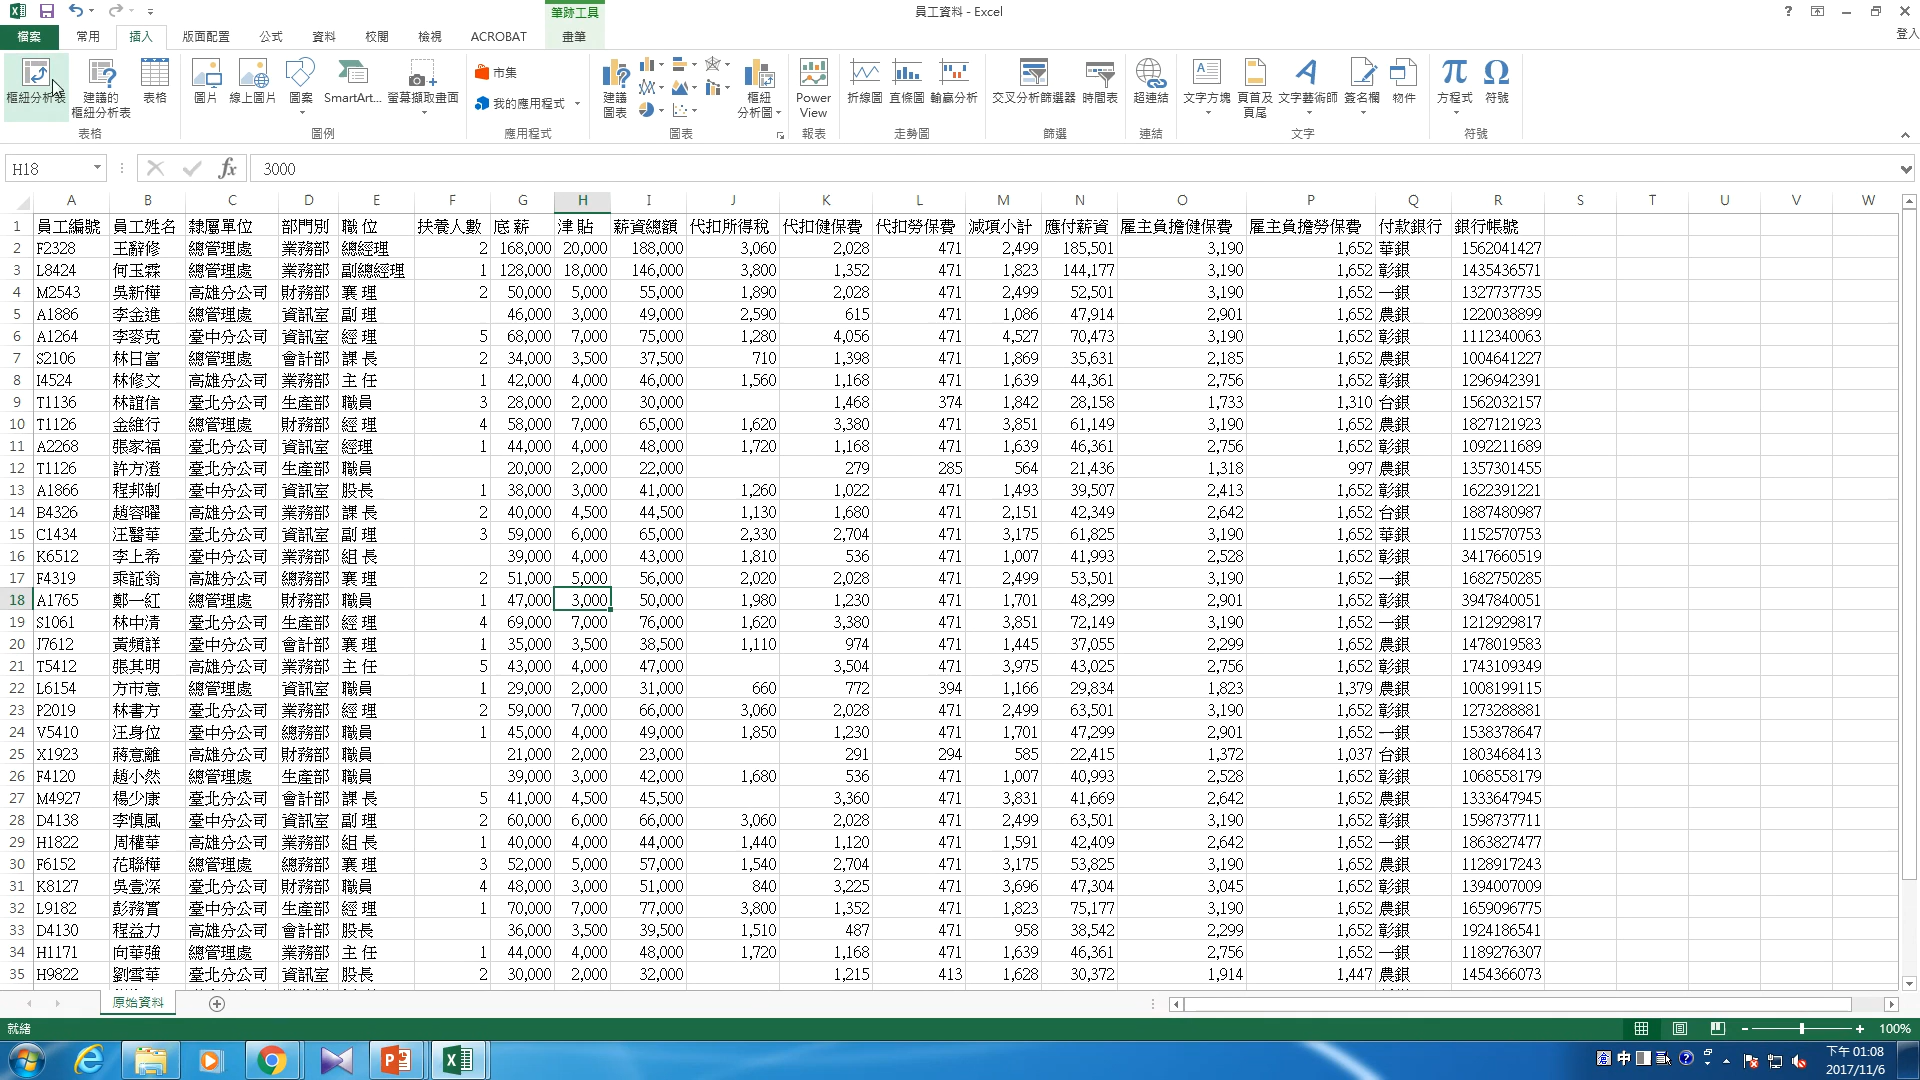 員工資料 - Excel
筆跡工具
登入
檔案 常用 插入 版面配置 公式 資料 校閱 檢視 ACROBAT 畫筆
樞紐分析表 建議的 樞紐分析表 表格 圖片 線上圖片 圖案 SmartArt... 螢幕擷取畫面 市集 我的應用程式 建議 圖表 樞紐 分析圖 Power View 折線圖 直條圖 輸贏分析 交叉分析篩選器 時間表 超連結 文字方塊 頁首及 頁尾 文字藝術師 簽名欄 物件 方程式 符號
表格 圖例 應用程式 圖表 報表 走勢圖 篩選 連結 文字 符號
H18 fx 3000
A B C D E F G H I J K L M N O P Q R S T U V W
1 員工編號 員工姓名 隸屬單位 部門別 職 位 扶養人數 底 薪 津 貼 薪資總額 代扣所得稅 代扣健保費 代扣勞保費 減項小計 應付薪資 雇主負擔健保費 雇主負擔勞保費 付款銀行 銀行帳號
2 F2328 王辭修 總管理處 業務部 總經理 2 168,000 20,000 188,000 3,060 2,028 471 2,499 185,501 3,190 1,652 華銀 1562041427
3 L8424 何玉霖 總管理處 業務部 副總經理 1 128,000 18,000 146,000 3,800 1,352 471 1,823 144,177 3,190 1,652 彰銀 1435436571
4 M2543 吳新樺 高雄分公司 財務部 襄 理 2 50,000 5,000 55,000 1,890 2,028 471 2,499 52,501 3,190 1,652 一銀 1327737735
5 A1886 李金進 總管理處 資訊室 副 理 46,000 3,000 49,000 2,590 615 471 1,086 47,914 2,901 1,652 農銀 1220038899
6 A1264 李麥克 臺中分公司 資訊室 經 理 5 68,000 7,000 75,000 1,280 4,056 471 4,527 70,473 3,190 1,652 彰銀 1112340063
7 S2106 林日富 總管理處 會計部 課 長 2 34,000 3,500 37,500 710 1,398 471 1,869 35,631 2,185 1,652 農銀 1004641227
8 I4524 林修文 高雄分公司 業務部 主 任 1 42,000 4,000 46,000 1,560 1,168 471 1,639 44,361 2,756 1,652 彰銀 1296942391
9 T1136 林誼信 臺北分公司 生產部 職員 3 28,000 2,000 30,000 1,468 374 1,842 28,158 1,733 1,310 台銀 1562032157
10 T1126 金維行 總管理處 財務部 經 理 4 58,000 7,000 65,000 1,620 3,380 471 3,851 61,149 3,190 1,652 農銀 1827121923
11 A2268 張家福 臺北分公司 資訊室 經理 1 44,000 4,000 48,000 1,720 1,168 471 1,639 46,361 2,756 1,652 彰銀 1092211689
12 T1126 許方澄 臺北分公司 生產部 職員 20,000 2,000 22,000 279 285 564 21,436 1,318 997 農銀 1357301455
13 A1866 程邦制 臺中分公司 資訊室 股長 1 38,000 3,000 41,000 1,260 1,022 471 1,493 39,507 2,413 1,652 彰銀 1622391221
14 B4326 趙容曜 高雄分公司 業務部 課 長 2 40,000 4,500 44,500 1,130 1,680 471 2,151 42,349 2,642 1,652 台銀 1887480987
15 C1434 汪醫華 臺北分公司 資訊室 副 理 3 59,000 6,000 65,000 2,330 2,704 471 3,175 61,825 3,190 1,652 華銀 1152570753
16 K6512 李上希 臺中分公司 業務部 組 長 39,000 4,000 43,000 1,810 536 471 1,007 41,993 2,528 1,652 彰銀 3417660519
17 F4319 乘証翁 高雄分公司 總務部 襄 理 2 51,000 5,000 56,000 2,020 2,028 471 2,499 53,501 3,190 1,652 一銀 1682750285
18 A1765 鄭一紅 總管理處 財務部 職員 1 47,000 3,000 50,000 1,980 1,230 471 1,701 48,299 2,901 1,652 彰銀 3947840051
19 S1061 林中清 臺北分公司 生產部 經 理 4 69,000 7,000 76,000 1,620 3,380 471 3,851 72,149 3,190 1,652 一銀 1212929817
20 J7612 黃頻詳 臺中分公司 會計部 襄 理 1 35,000 3,500 38,500 1,110 974 471 1,445 37,055 2,299 1,652 農銀 1478019583
21 T5412 張其明 高雄分公司 業務部 主 任 5 43,000 4,000 47,000 3,504 471 3,975 43,025 2,756 1,652 彰銀 1743109349
22 L6154 方市意 總管理處 資訊室 職員 1 29,000 2,000 31,000 660 772 394 1,166 29,834 1,823 1,379 農銀 1008199115
23 P2019 林書方 臺北分公司 業務部 經 理 2 59,000 7,000 66,000 3,060 2,028 471 2,499 63,501 3,190 1,652 彰銀 1273288881
24 V5410 汪身位 臺中分公司 總務部 職員 1 45,000 4,000 49,000 1,850 1,230 471 1,701 47,299 2,901 1,652 一銀 1538378647
25 X1923 蔣意離 高雄分公司 財務部 職員 21,000 2,000 23,000 291 294 585 22,415 1,372 1,037 台銀 1803468413
26 F4120 趙小然 總管理處 生產部 職員 39,000 3,000 42,000 1,680 536 471 1,007 40,993 2,528 1,652 彰銀 1068558179
27 M4927 楊少康 臺北分公司 會計部 課 長 5 41,000 4,500 45,500 3,360 471 3,831 41,669 2,642 1,652 農銀 1333647945
28 D4138 李慎風 臺中分公司 資訊室 副 理 2 60,000 6,000 66,000 3,060 2,028 471 2,499 63,501 3,190 1,652 彰銀 1598737711
29 H1822 周權華 高雄分公司 業務部 組 長 1 40,000 4,000 44,000 1,440 1,120 471 1,591 42,409 2,642 1,652 一銀 1863827477
30 F6152 花聯樺 總管理處 總務部 襄 理 3 52,000 5,000 57,000 1,540 2,704 471 3,175 53,825 3,190 1,652 農銀 1128917243
31 K8127 吳壹深 臺北分公司 財務部 職員 4 48,000 3,000 51,000 840 3,225 471 3,696 47,304 3,045 1,652 彰銀 1394007009
32 L9182 彭務實 臺中分公司 生產部 經 理 1 70,000 7,000 77,000 3,800 1,352 471 1,823 75,177 3,190 1,652 農銀 1659096775
33 D4130 程益力 高雄分公司 會計部 股長 36,000 3,500 39,500 1,510 487 471 958 38,542 2,299 1,652 彰銀 1924186541
34 H1171 向華強 總管理處 業務部 主 任 1 44,000 4,000 48,000 1,720 1,168 471 1,639 46,361 2,756 1,652 一銀 1189276307
35 H9822 劉雪華 臺北分公司 資訊室 股長 2 30,000 2,000 32,000 1,215 413 1,628 30,372 1,914 1,447 農銀 1454366073
原始資料
就緒 100%
中
下午 01:08
2017/11/6